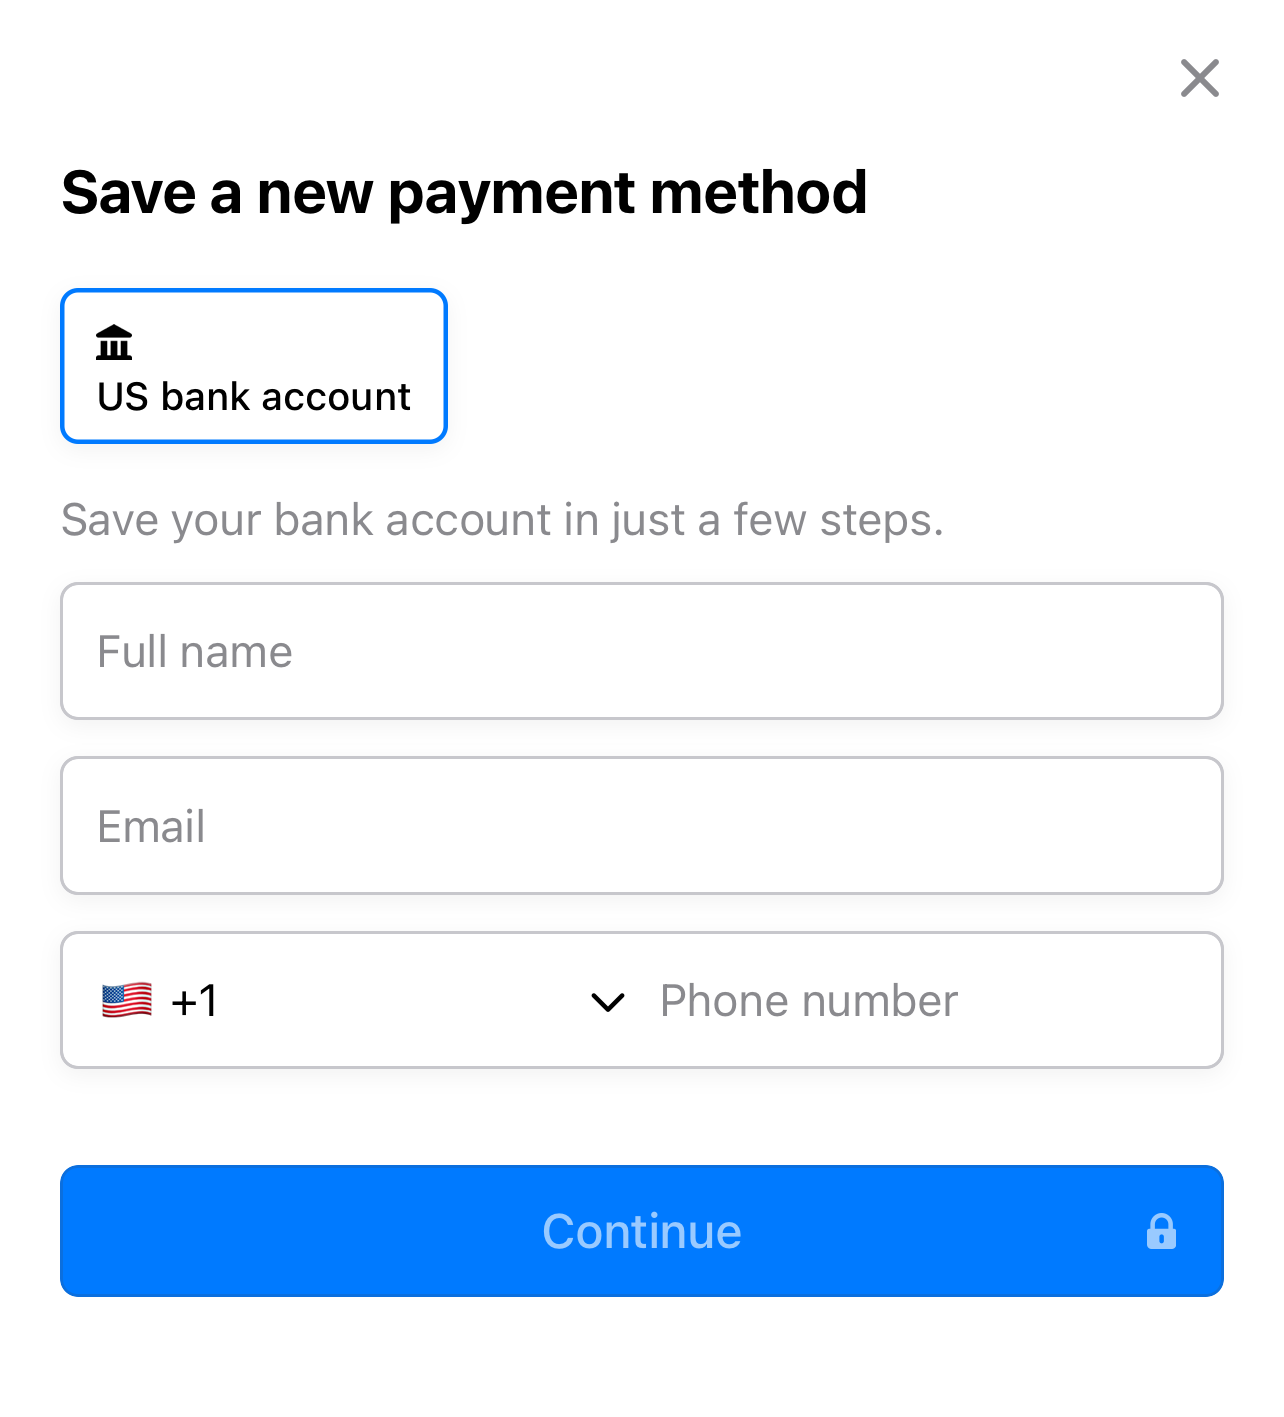 Save a new payment method
US bank account
Save your bank account in just a few steps.
Full name
Email
🇺🇸 +1 Phone number
Continue